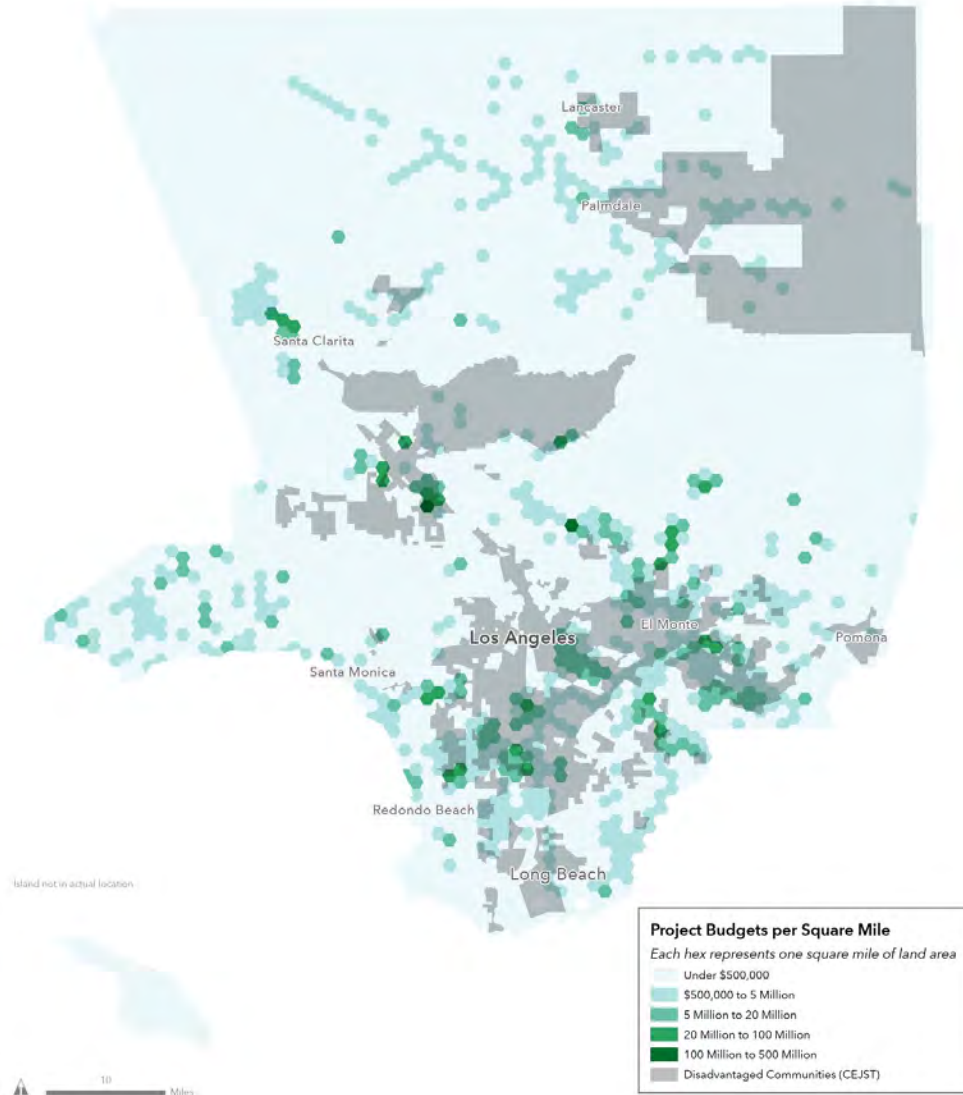 Lancaster
Palmdale
Santa Clarita
Los Angeles
El Monte
Pomona
Santa Monica
Redondo Beach
Long Beach
Island not in actual location
Project Budgets per Square Mile
Each hex represents one square mile of land area
Under $500,000
$500,000 to 5 Million
5 Million to 20 Million
20 Million to 100 Million
100 Million to 500 Million
Disadvantaged Communities (CEJST)
10
Miles